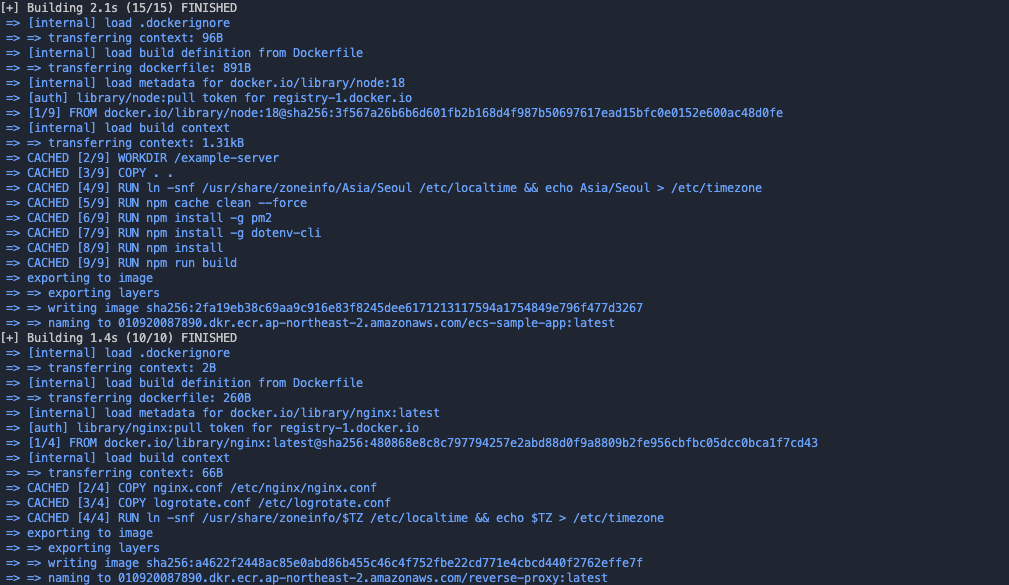 [+] Building 2.1s (15/15) FINISHED
=> [internal] load .dockerignore
=> => transferring context: 96B
=> [internal] load build definition from Dockerfile
=> => transferring dockerfile: 891B
=> [internal] load metadata for docker.io/library/node:18
=> [auth] library/node:pull token for registry-1.docker.io
=> [1/9] FROM docker.io/library/node:18@sha256:3f567a26b6b6d601fb2b168d4f987b50697617ead15bfc0e0152e600ac48d0fe
=> [internal] load build context
=> => transferring context: 1.31kB
=> CACHED [2/9] WORKDIR /example-server
=> CACHED [3/9] COPY . .
=> CACHED [4/9] RUN ln -snf /usr/share/zoneinfo/Asia/Seoul /etc/localtime && echo Asia/Seoul > /etc/timezone
=> CACHED [5/9] RUN npm cache clean --force
=> CACHED [6/9] RUN npm install -g pm2
=> CACHED [7/9] RUN npm install -g dotenv-cli
=> CACHED [8/9] RUN npm install
=> CACHED [9/9] RUN npm run build
=> exporting to image
=> => exporting layers
=> => writing image sha256:2fa19eb38c69aa9c916e83f8245dee6171213117594a1754849e796f477d3267
=> => naming to 010920087890.dkr.ecr.ap-northeast-2.amazonaws.com/ecs-sample-app:latest
[+] Building 1.4s (10/10) FINISHED
=> [internal] load .dockerignore
=> => transferring context: 2B
=> [internal] load build definition from Dockerfile
=> => transferring dockerfile: 260B
=> [internal] load metadata for docker.io/library/nginx:latest
=> [auth] library/nginx:pull token for registry-1.docker.io
=> [1/4] FROM docker.io/library/nginx:latest@sha256:480868e8c8c797794257e2abd88d0f9a8809b2fe956cbfbc05dcc0bca1f7cd43
=> [internal] load build context
=> => transferring context: 66B
=> CACHED [2/4] COPY nginx.conf /etc/nginx/nginx.conf
=> CACHED [3/4] COPY logrotate.conf /etc/logrotate.conf
=> CACHED [4/4] RUN ln -snf /usr/share/zoneinfo/$TZ /etc/localtime && echo $TZ > /etc/timezone
=> exporting to image
=> => exporting layers
=> => writing image sha256:a4622f2448ac85e0abd86b455c46c4f752fbe22cd771e4cbcd440f2762effe7f
=> => naming to 010920087890.dkr.ecr.ap-northeast-2.amazonaws.com/reverse-proxy:latest